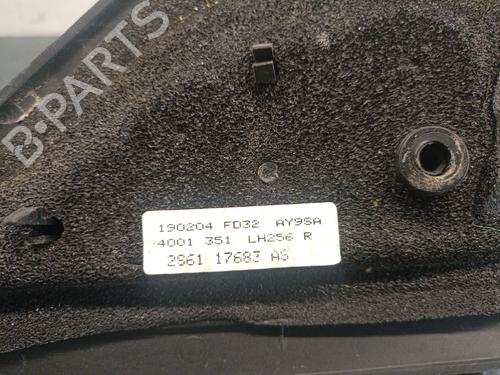 B-PARTS
190204 FD32 AY9SA
4001 351 LH256 R
2S61 17683 AS